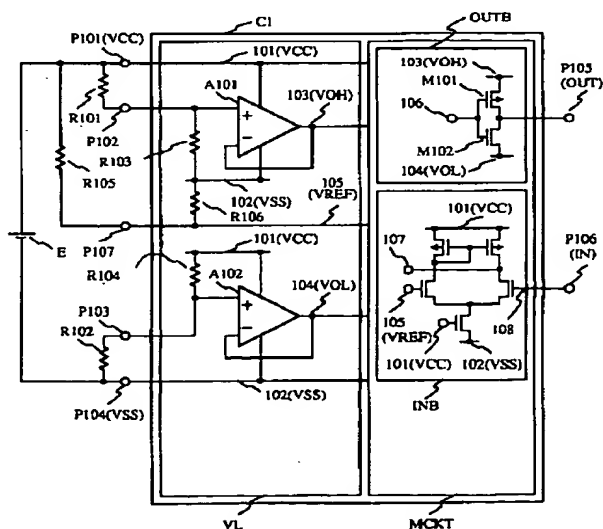 C1
OUTB
P101(VCC)
101(VCC)
103(VOH)
P105
(OUT)
M101
A101
R101
P102
103(VOH)
106
R103
M102
104(VOL)
R105
102(VSS)
105
(VREF)
R106
101(VCC)
E
P107
101(VCC)
107
P106
(IN)
R104
A102
104(VOL)
P103
105
(VREF)
108
R102
101(VCC)
102(VSS)
P104(VSS)
102(VSS)
INB
VL
MCKT